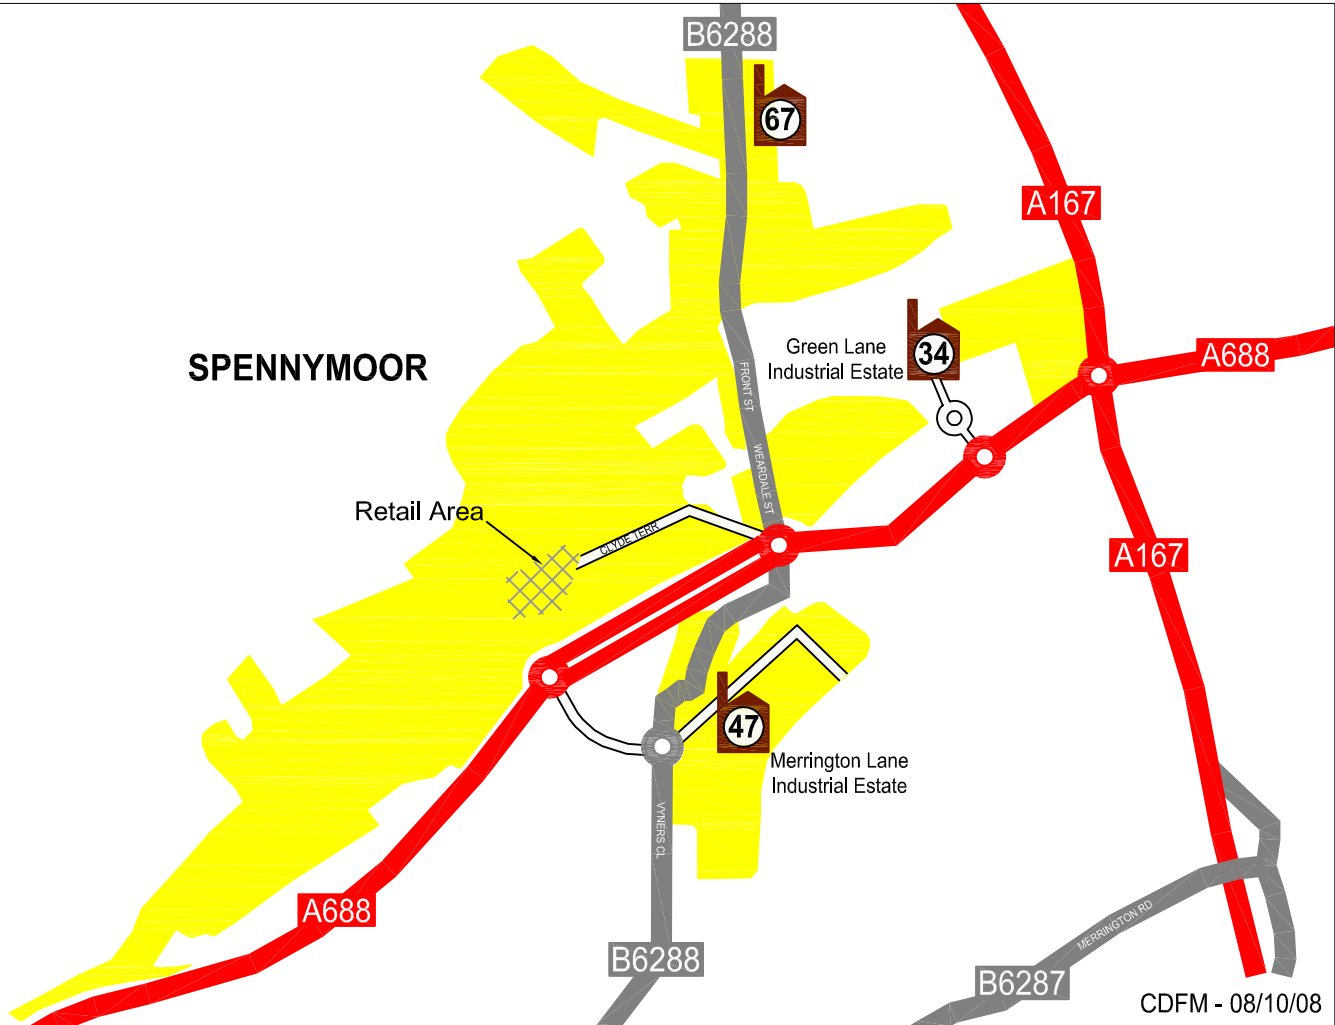 B6288
67
A167
Green Lane
Industrial Estate
34
A688
SPENNYMOOR
FRONT ST
WEARDALE ST
Retail Area
CLYDE TERR
A167
47
Merrington Lane
Industrial Estate
VYNERS CL
A688
MERRINGTON RD
B6288
B6287
CDFM - 08/10/08